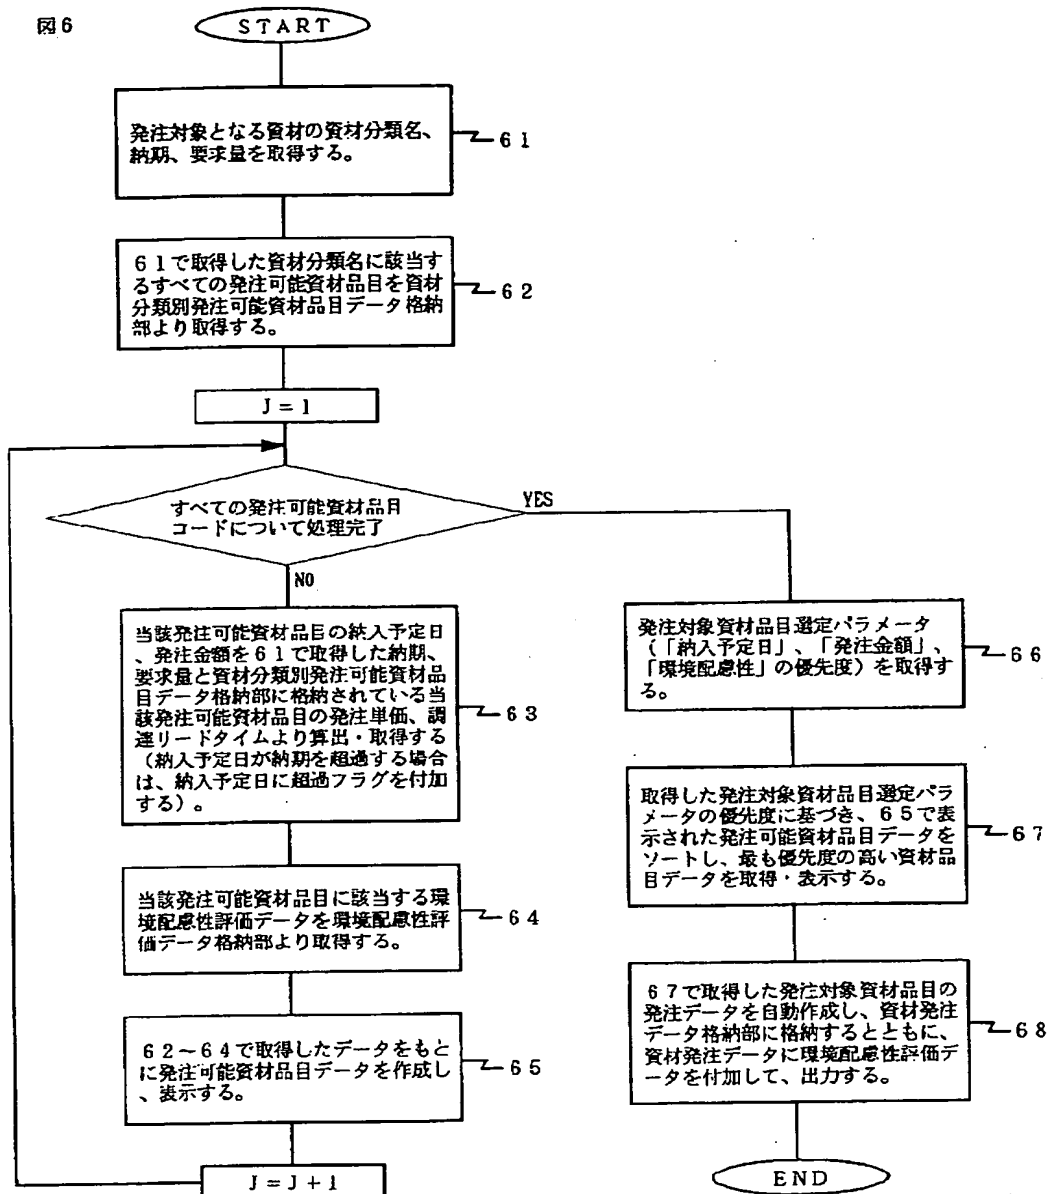 図6
START
発注対象となる資材の資材分類名、
納期、要求量を取得する。
61
61で取得した資材分類名に該当す
るすべての発注可能資材品目を資材
分類別発注可能資材品目データ格納
部より取得する。
62
J=1
すべての発注可能資材品目
コードについて処理完了
YES
NO
当該発注可能資材品目の納入予定日
、発注金額を61で取得した納期、
要求量と資材分類別発注可能資材品
目データ格納部に格納されている当
該発注可能資材品目の発注単価、調
達リードタイムより算出・取得する
(納入予定日が納期を超過する場合
は、納入予定日に超過フラグを付加
する)。
63
当該発注可能資材品目に該当する環
境配慮性評価データを環境配慮性評
価データ格納部より取得する。
64
62~64で取得したデータをもと
に発注可能資材品目データを作成し
、表示する。
65
J=J+1
発注対象資材品目選定パラメータ
(「納入予定日」、「発注金額」、
「環境配慮性」の優先度)を取得す
る。
66
取得した発注対象資材品目選定パラ
メータの優先度に基づき、65で表
示された発注可能資材品目データを
ソートし、最も優先度の高い資材品
目データを取得・表示する。
67
67で取得した発注対象資材品目の
発注データを自動作成し、資材発注
データ格納部に格納するとともに、
資材発注データに環境配慮性評価デ
ータを付加して、出力する。
68
END